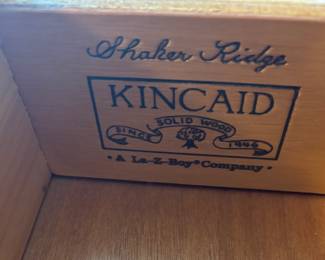 Shaker Ridge
KINCAID
SOLID WOOD
SINCE 1946
• A La-Z-Boy® Company •